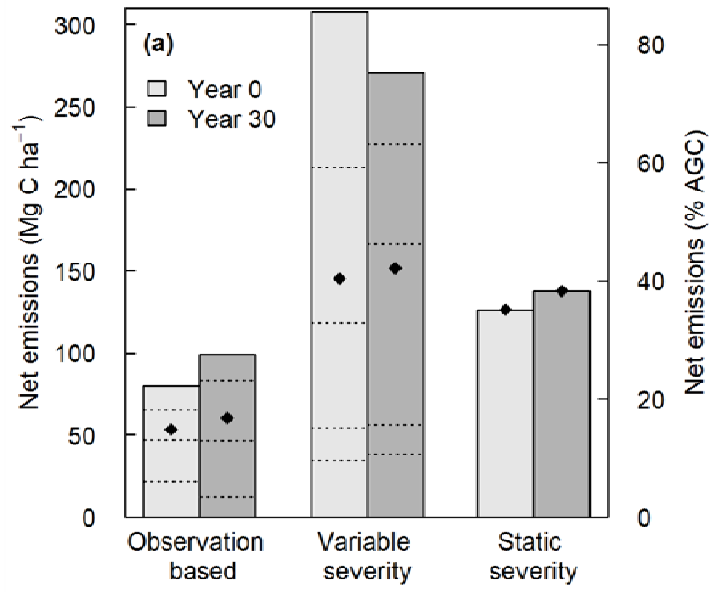 (a)
Year 0
Year 30
Net emissions (Mg C ha⁻¹)
300
250
200
150
100
50
0
Net emissions (% AGC)
80
60
40
20
0
Observation
based
Variable
severity
Static
severity